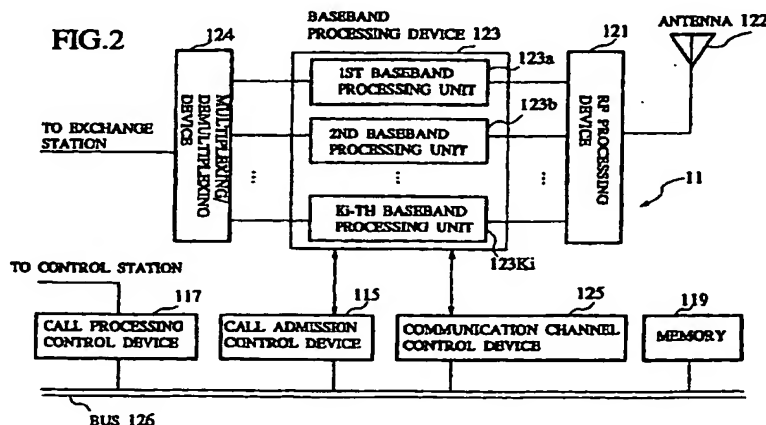 FIG.2
BASEBAND
PROCESSING DEVICE 123
124
121
ANTENNA 122
123a
1ST BASEBAND
PROCESSING UNIT
123b
2ND BASEBAND
PROCESSING UNIT
...
...
...
Ki-TH BASEBAND
PROCESSING UNIT
123Ki
MULTIPLEXING/
DEMULTIPLEXING
DEVICE
RP PROCESSING
DEVICE
TO EXCHANGE
STATION
11
TO CONTROL STATION
117
CALL PROCESSING
CONTROL DEVICE
115
CALL ADMISSION
CONTROL DEVICE
125
COMMUNICATION CHANNEL
CONTROL DEVICE
119
MEMORY
BUS 126